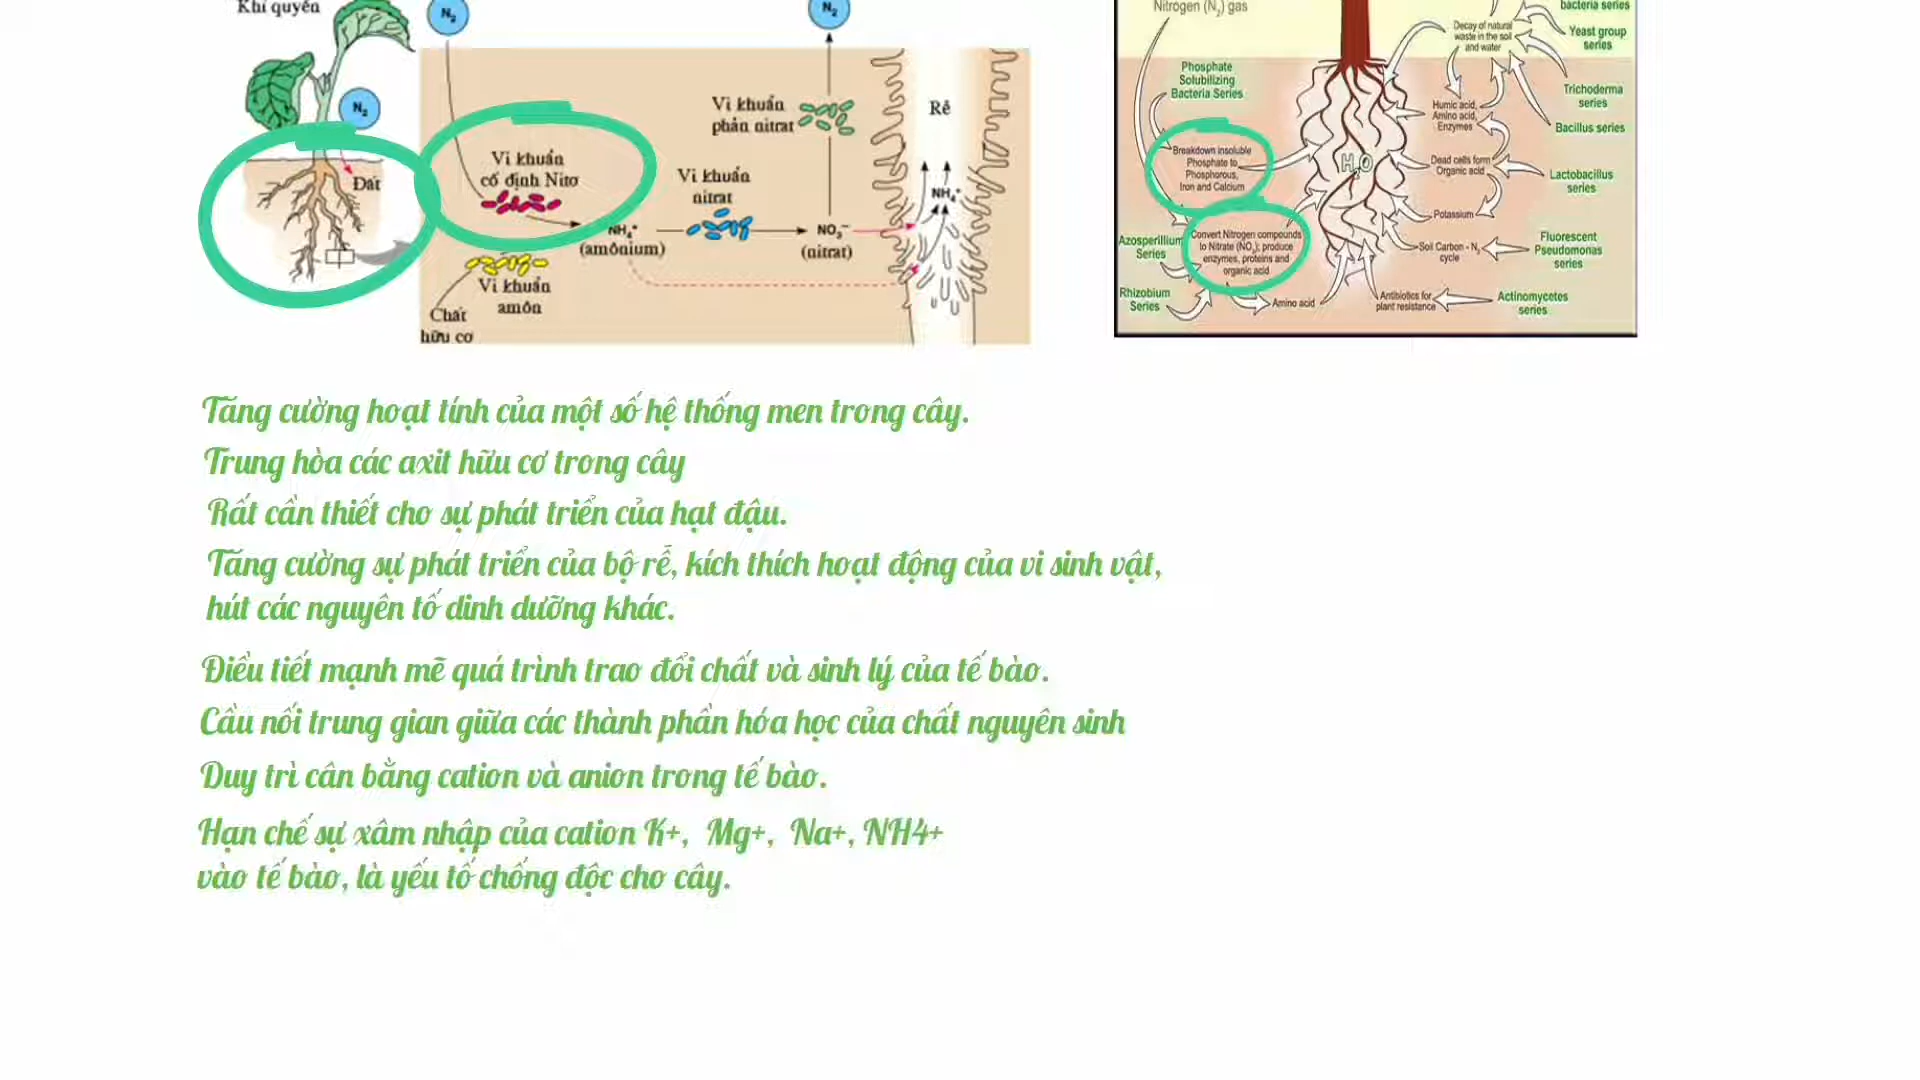 Khí quyển
N₂
N₂
N₂
Đất
Vi khuẩn
cố định Nitơ
NH₄⁺
(amônium)
Vi khuẩn
amôn
Chất
hữu cơ
Vi khuẩn
nitrat
NO₃⁻
(nitrat)
Vi khuẩn
phản nitrat
Rễ
NH₄⁺
Nitrogen (N₂) gas
Phosphate
Solubilizing
Bacteria Series
Breakdown insoluble
Phosphate to
Phosphorous,
Iron and Calcium
Convert Nitrogen compounds
to Nitrate (NO₃), produce
enzymes, proteins and
organic acid
Azosperillium
Series
Rhizobium
Series
Amino acid
H₂O
bacteria series
Decay of natural
waste in the soil
and water
Yeast group
series
Trichoderma
series
Humic acid,
Amino acid,
Enzymes
Bacillus series
Dead cells form
Organic acid
Lactobacillus
series
Potassium
Soil Carbon - N₂
cycle
Fluorescent
Pseudomonas
series
Antibiotics for
plant resistance
Actinomycetes
series
Tăng cường hoạt tính của một số hệ thống men trong cây.
Trung hòa các axit hữu cơ trong cây
Rất cần thiết cho sự phát triển của hạt đậu.
Tăng cường sự phát triển của bộ rễ, kích thích hoạt động của vi sinh vật,
hút các nguyên tố dinh dưỡng khác.
Điều tiết mạnh mẽ quá trình trao đổi chất và sinh lý của tế bào.
Cầu nối trung gian giữa các thành phần hóa học của chất nguyên sinh
Duy trì cân bằng cation và anion trong tế bào.
Hạn chế sự xâm nhập của cation K+, Mg+, Na+, NH4+
vào tế bào, là yếu tố chống độc cho cây.